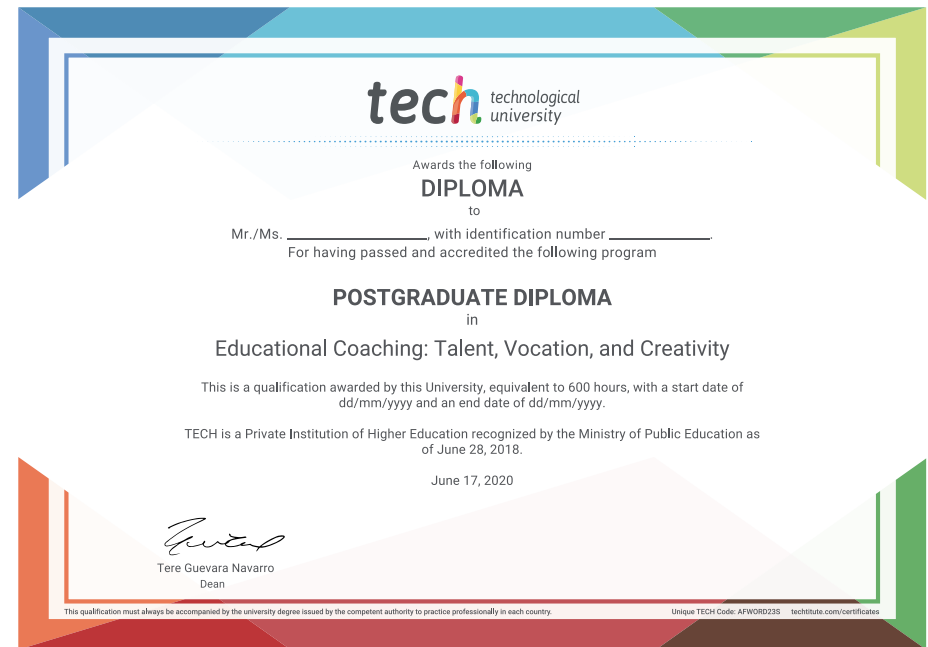 tech technological
university
Awards the following
DIPLOMA
to
Mr./Ms. ____________________, with identification number ______________.
For having passed and accredited the following program
POSTGRADUATE DIPLOMA
in
Educational Coaching: Talent, Vocation, and Creativity
This is a qualification awarded by this University, equivalent to 600 hours, with a start date of
dd/mm/yyyy and an end date of dd/mm/yyyy.
TECH is a Private Institution of Higher Education recognized by the Ministry of Public Education as
of June 28, 2018.
June 17, 2020
Tere Guevara Navarro
Dean
This qualification must always be accompanied by the university degree issued by the competent authority to practice professionally in each country.
Unique TECH Code: AFWORD23S techtitute.com/certificates